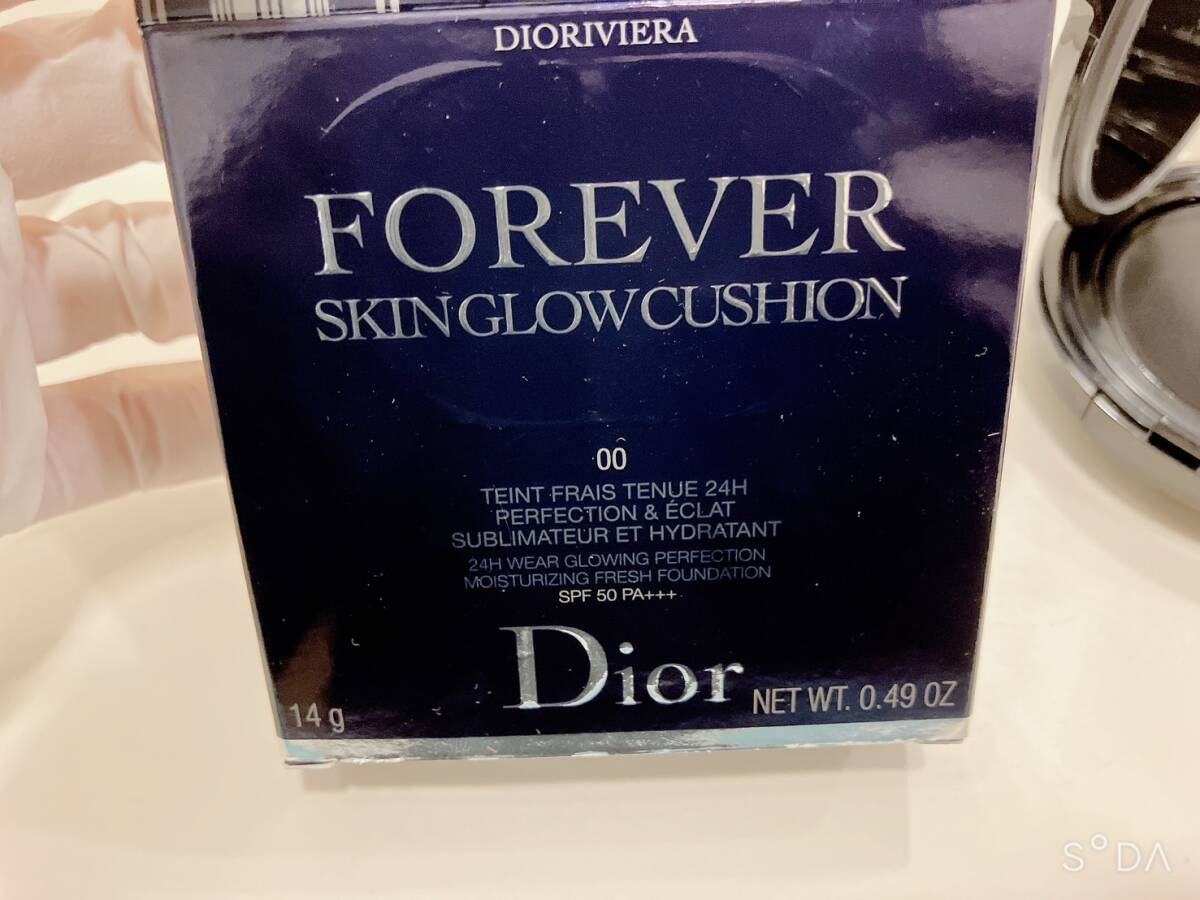 DIORIVIERA
FOREVER
SKIN GLOW CUSHION
00
TEINT FRAIS TENUE 24H
PERFECTION & ÉCLAT
SUBLIMATEUR ET HYDRATANT
24H WEAR GLOWING PERFECTION
MOISTURIZING FRESH FOUNDATION
SPF 50 PA+++
Dior
14 g
NET WT. 0.49 OZ
SODA